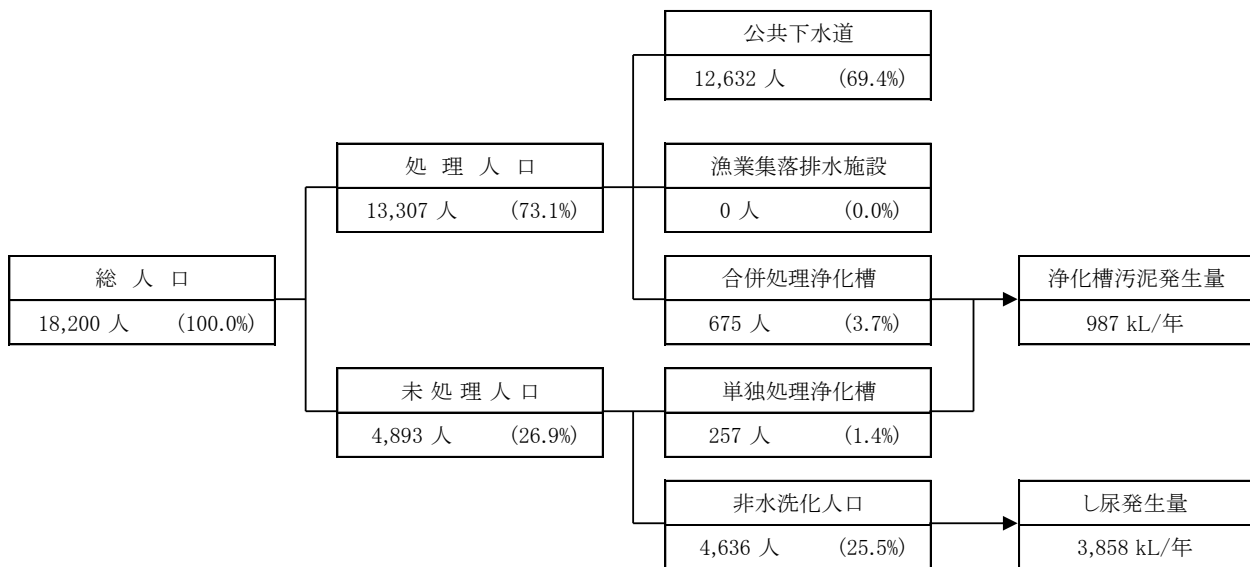 公共下水道
12,632 人 (69.4%)
処 理 人 口
13,307 人 (73.1%)
漁業集落排水施設
0 人 (0.0%)
総 人 口
18,200 人 (100.0%)
合併処理浄化槽
675 人 (3.7%)
浄化槽汚泥発生量
987 kL/年
未 処 理 人 口
4,893 人 (26.9%)
単独処理浄化槽
257 人 (1.4%)
非水洗化人口
4,636 人 (25.5%)
し尿発生量
3,858 kL/年